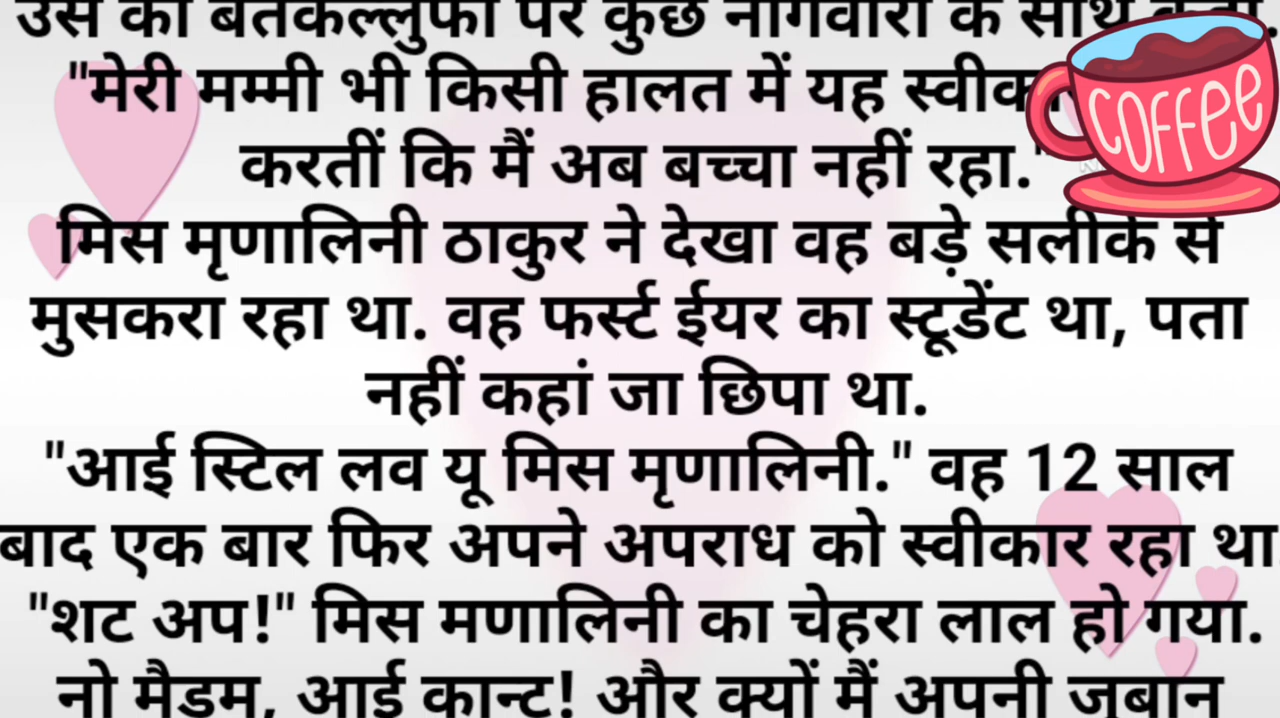 उस की बेतकल्लुफी पर कुछ नागवारी के साथ कहा.
"मेरी मम्मी भी किसी हालत में यह
करतीं कि मैं अब बच्चा नहीं रहा."
मिस मृणालिनी ठाकुर ने देखा वह बड़े सलीके से
मुसकरा रहा था. वह फर्स्ट ईयर का स्टूडेंट था, पता
नहीं कहां जा छिपा था.
"आई स्टिल लव यू मिस मृणालिनी." वह 12 साल
बाद एक बार फिर अपने अपराध को स्वीकार रहा था.
"शट अप!" मिस मणालिनी का चेहरा लाल हो गया.
नो मैडम, आई कान्ट! और क्यों मैं अपनी जुबान
COFFee